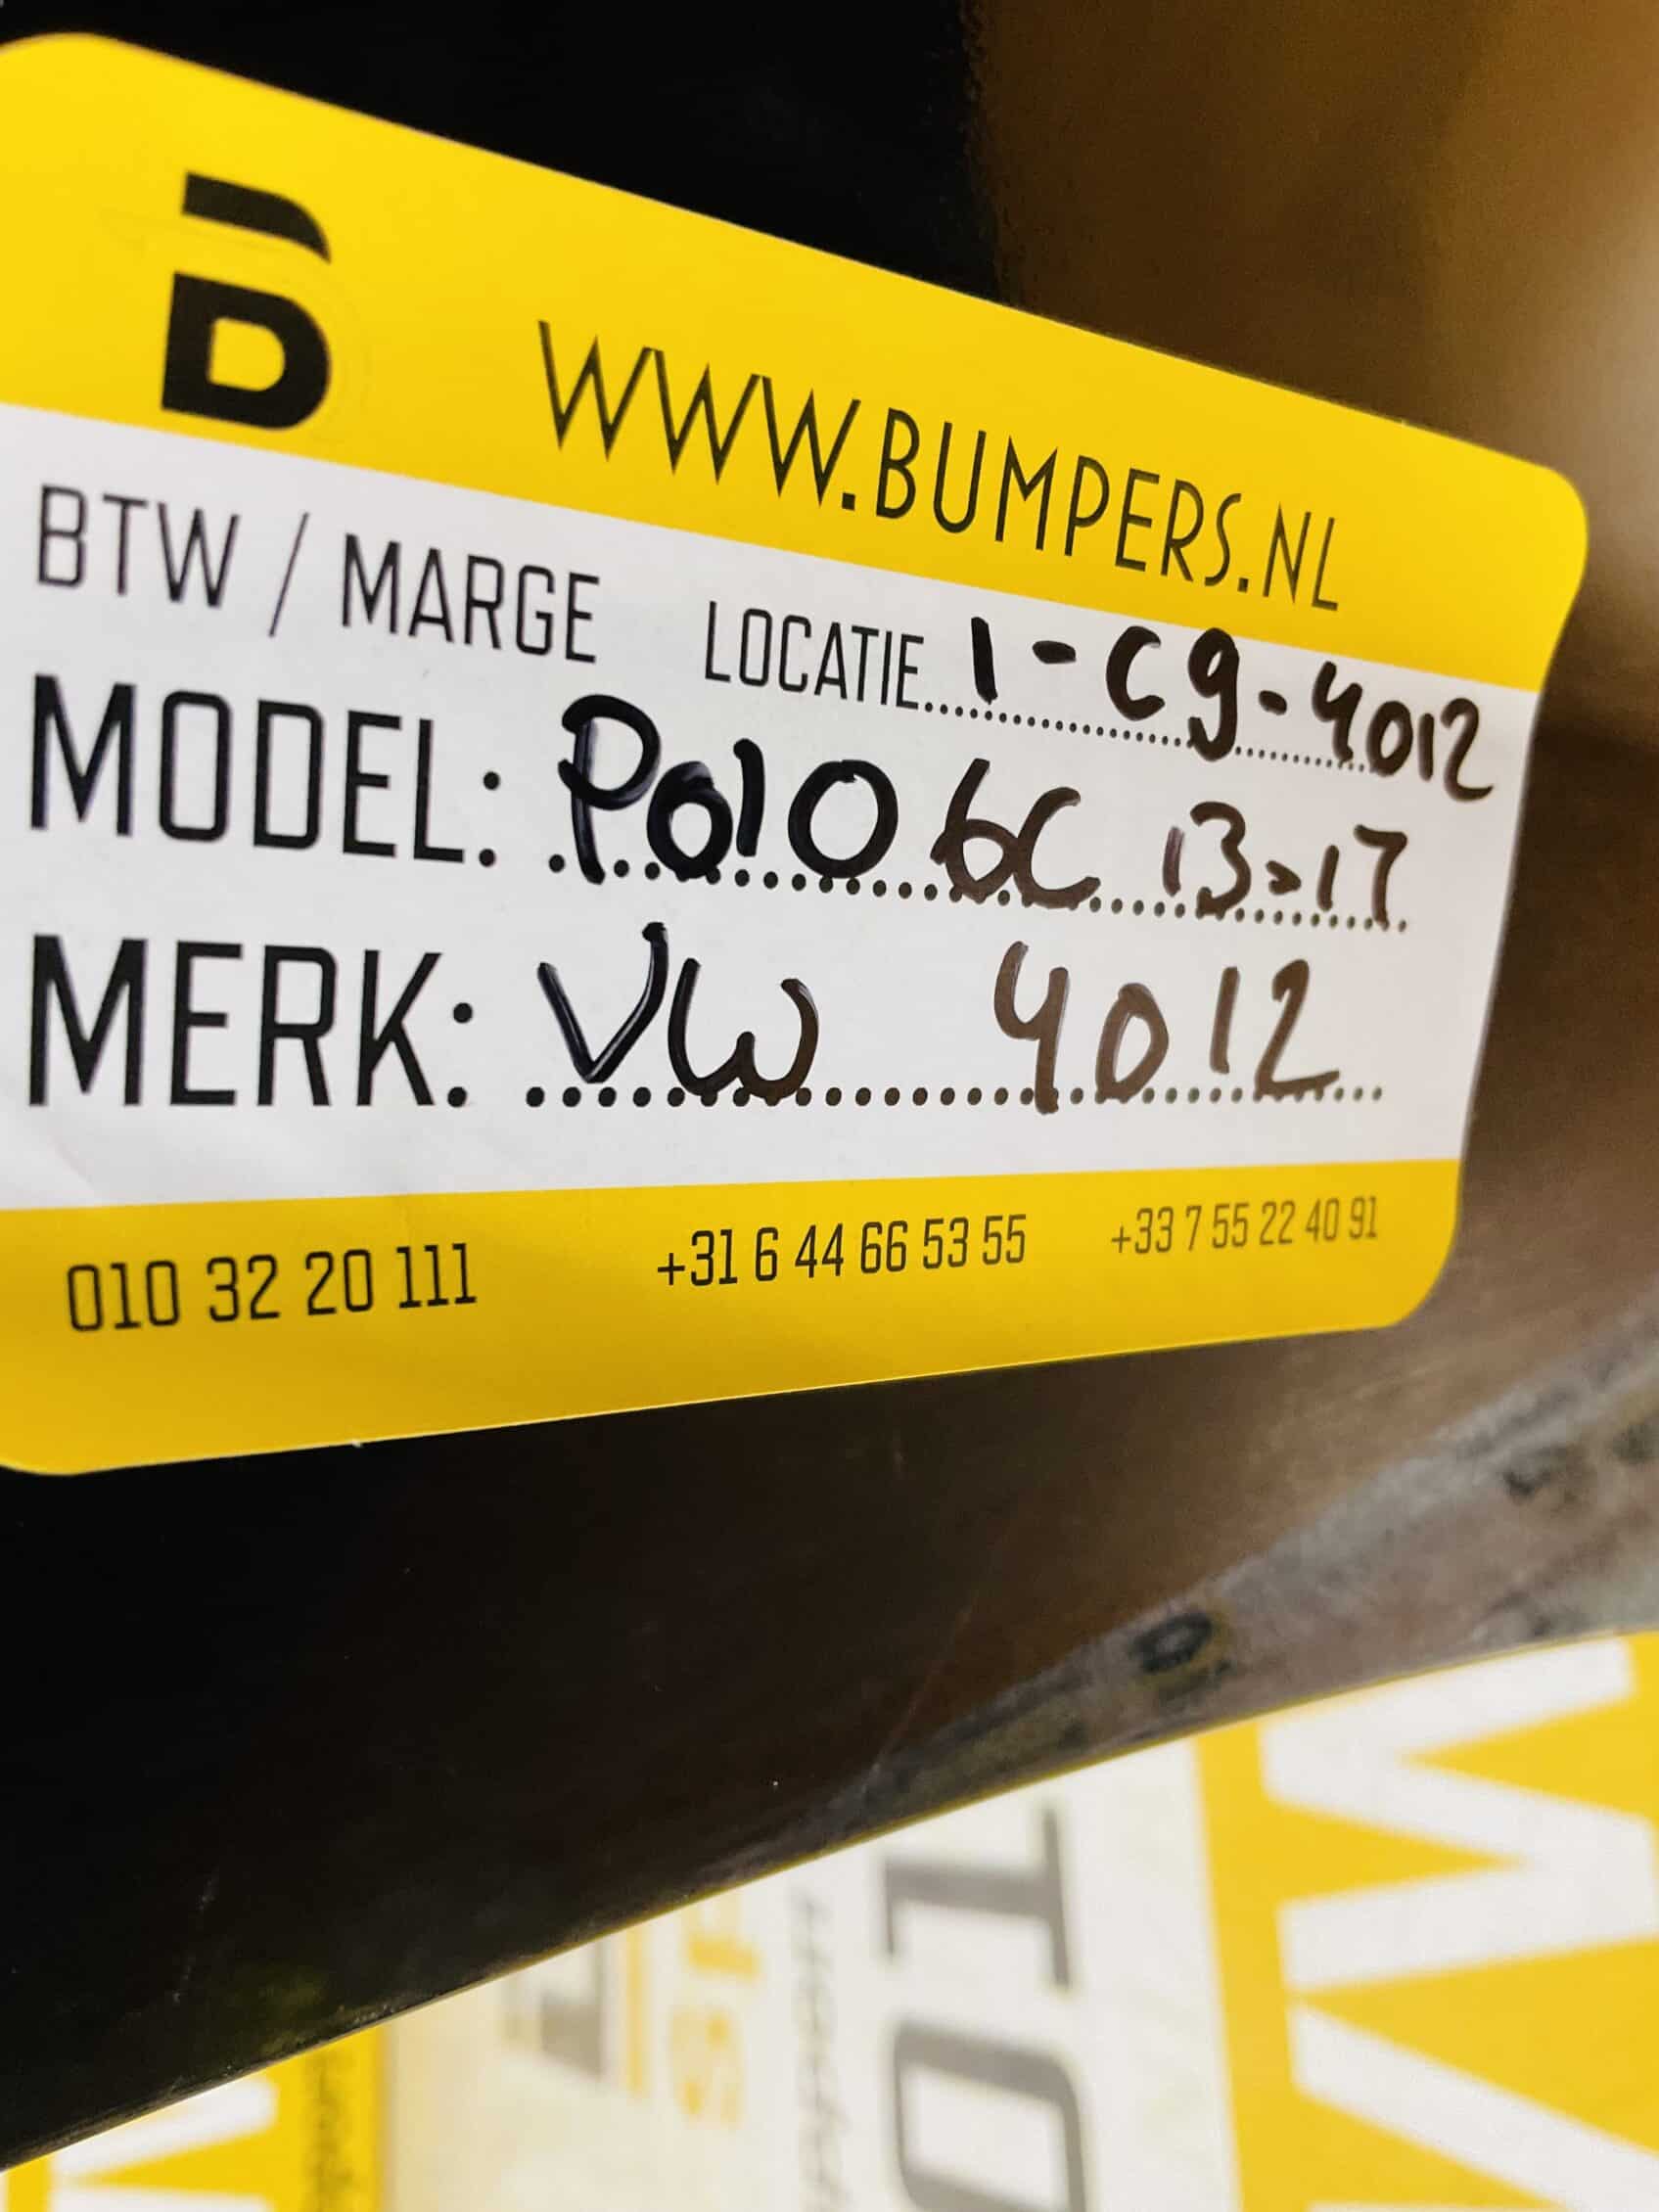 B
WWW.BUMPERS.NL
BTW / MARGE LOCATIE....1-C9-4012
MODEL: Polo 6C 13>17
MERK: VW 4012
010 32 20 111 +31 6 44 66 53 55 +33 7 55 22 40 91